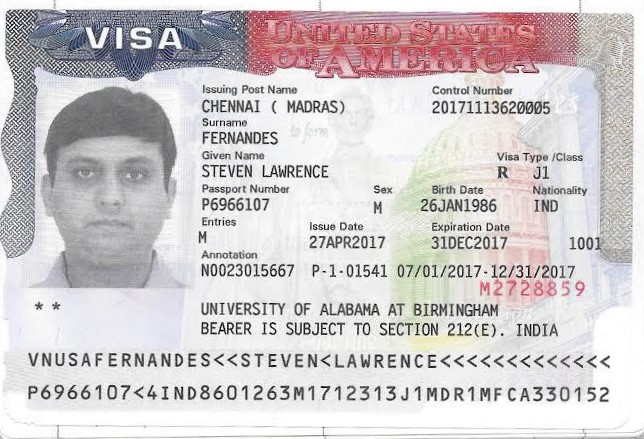 VISA
UNITED STATES OF AMERICA
Issuing Post Name
CHENNAI ( MADRAS)
Control Number
20171113620005
Surname
FERNANDES
Given Name
STEVEN LAWRENCE
Visa Type /Class
R J1
Passport Number
P6966107
Sex
M
Birth Date
26JAN1986
Nationality
IND
Entries
M
Issue Date
27APR2017
Expiration Date
31DEC2017
1001
Annotation
N0023015667 P-1-01541 07/01/2017-12/31/2017
M2728859
**
UNIVERSITY OF ALABAMA AT BIRMINGHAM
BEARER IS SUBJECT TO SECTION 212(E). INDIA
VNUSAFERNANDES<<STEVEN<LAWRENCE<<<<<<<<<<<<<
P6966107<4IND8601263M1712313J1MDR1MFCA330152